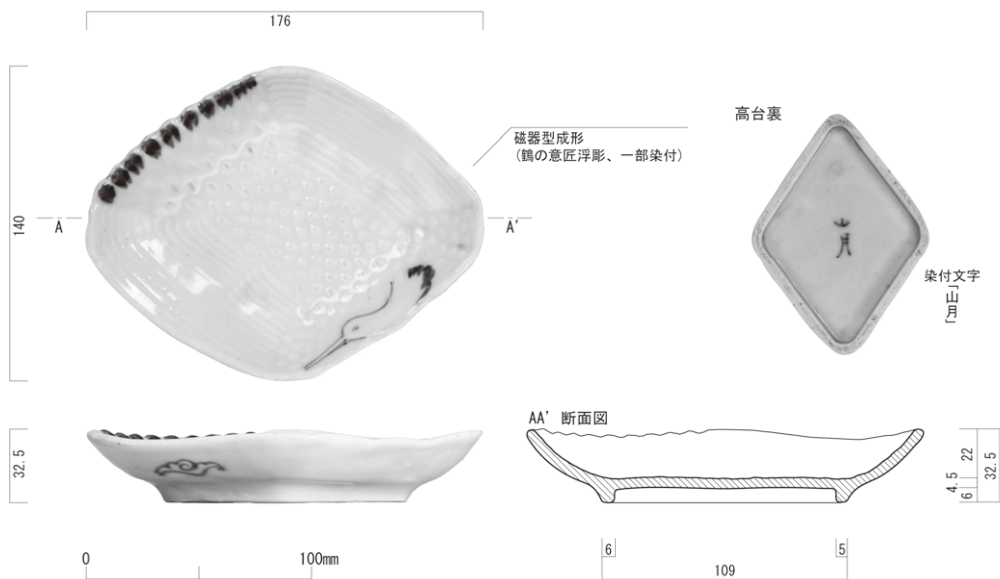 176
140
A
A'
磁器型成形
(鶴の意匠浮彫、一部染付)
高台裏
山月
染付文字
「山月」
32.5
AA' 断面図
22
4.5
6
32.5
6
5
109
0
100mm